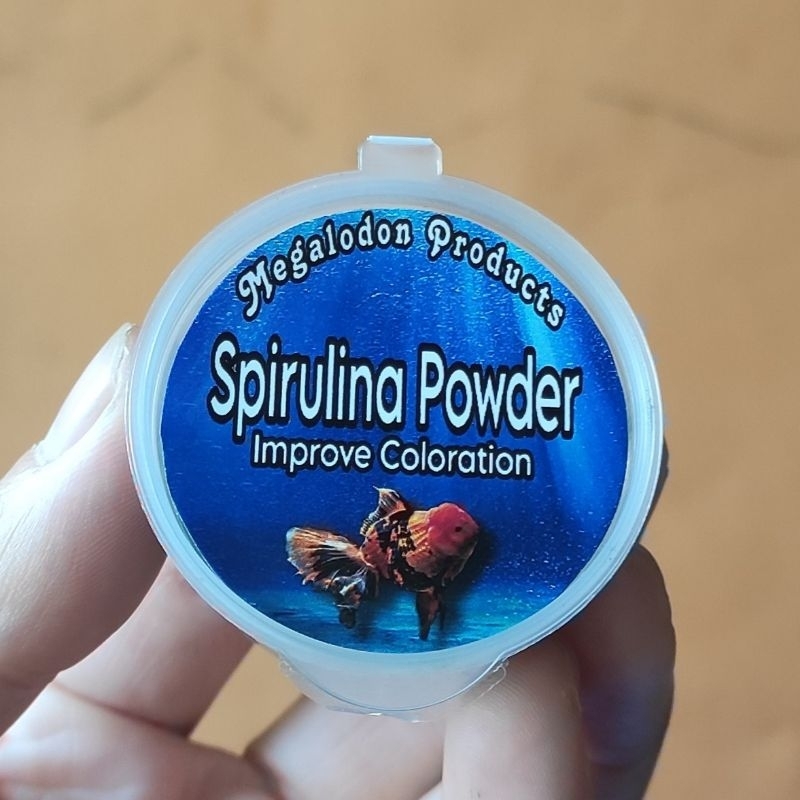 Megalodon Products
Spirulina Powder
Improve Coloration